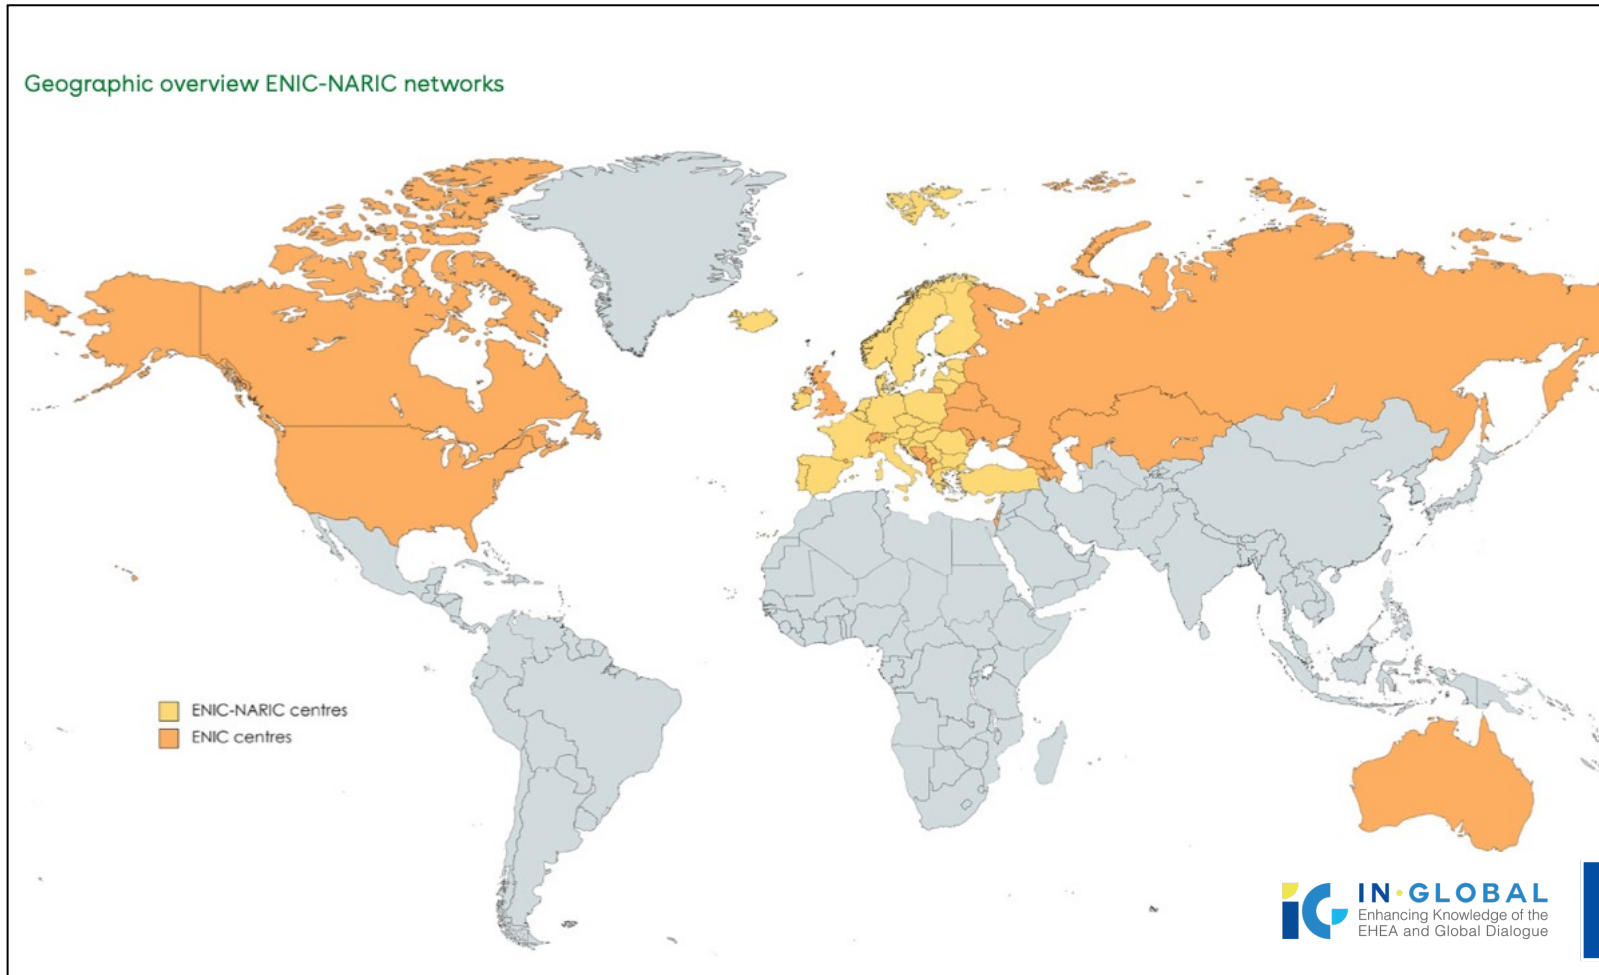 Geographic overview ENIC-NARIC networks
ENIC-NARIC centres
ENIC centres
iG IN·GLOBAL
Enhancing Knowledge of the
EHEA and Global Dialogue